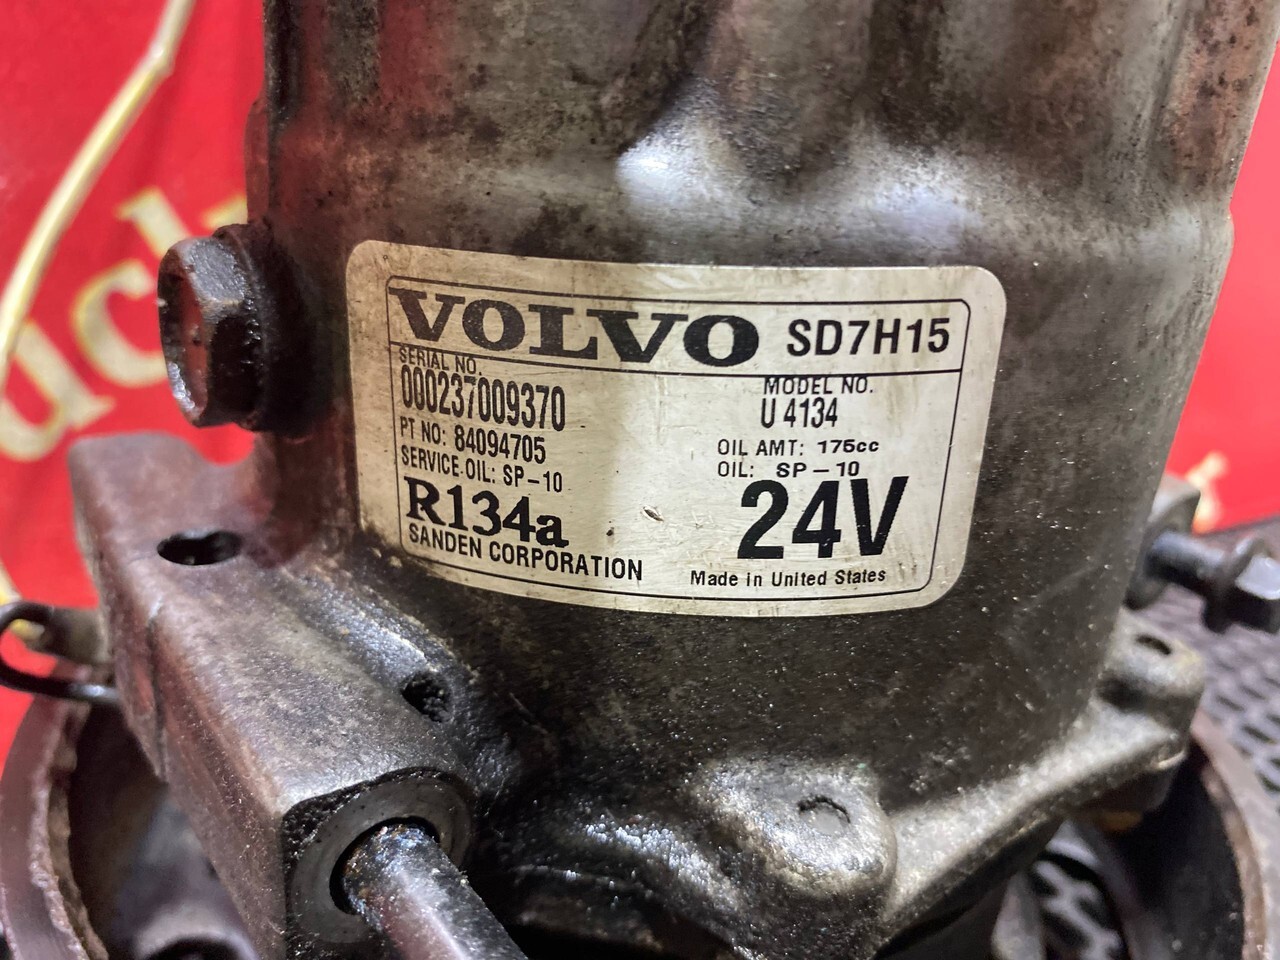 VOLVO SD7H15
SERIAL NO.
000237009370
PT NO: 84094705
SERVICE OIL: SP-10
R134a
SANDEN CORPORATION
MODEL NO.
U 4134
OIL AMT: 175cc
OIL: SP-10
24V
Made in United States